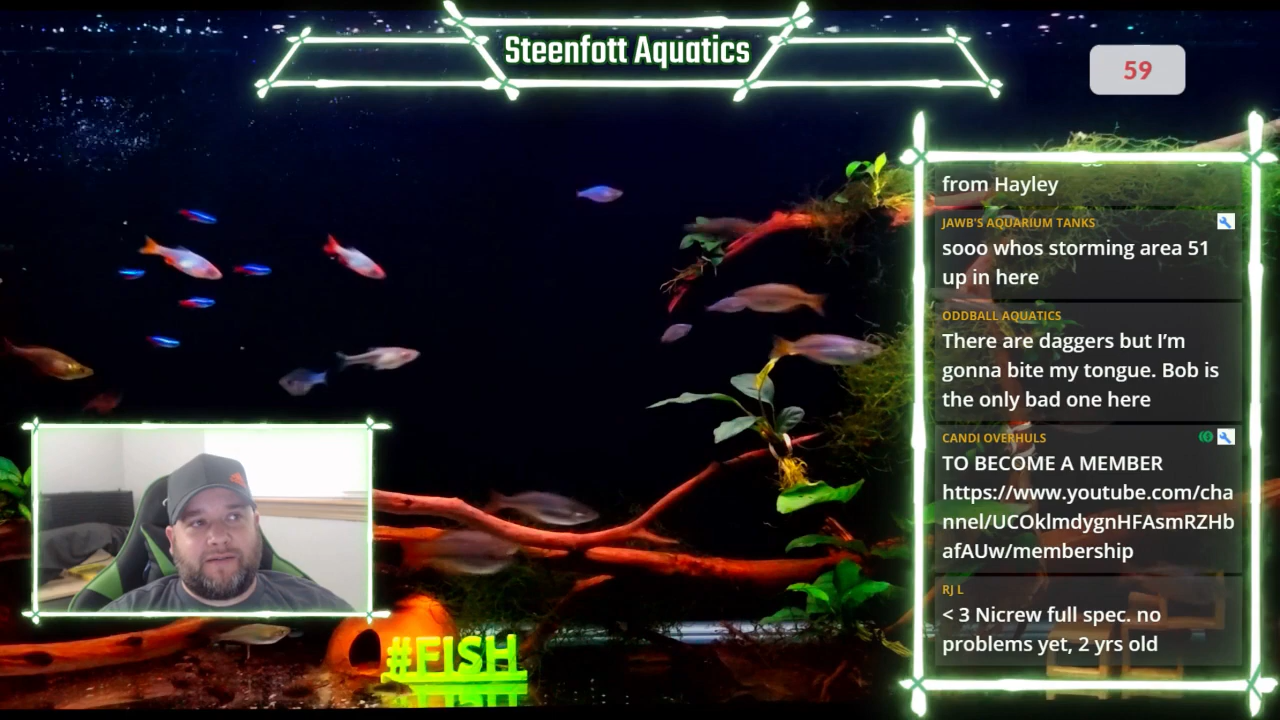 Steenfott Aquatics
59
from Hayley
JAWB'S AQUARIUM TANKS
sooo whos storming area 51
up in here
ODDBALL AQUATICS
There are daggers but I'm
gonna bite my tongue. Bob is
the only bad one here
CANDI OVERHULS
TO BECOME A MEMBER
https://www.youtube.com/cha
nnel/UCOklmdygnHFAsmRZHb
afAUw/membership
RJ L
< 3 Nicrew full spec. no
problems yet, 2 yrs old
#FISH